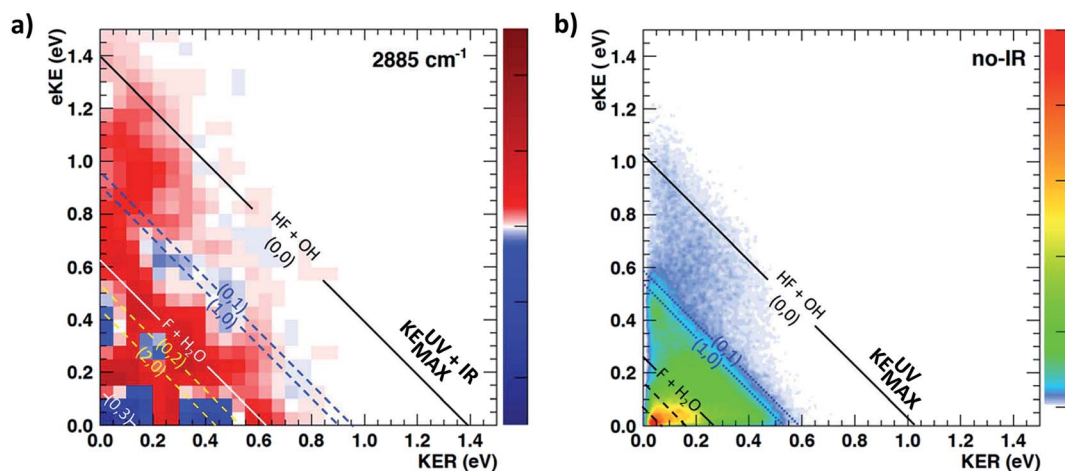 a)
2885 cm⁻¹
eKE (eV)
1.4
1.2
1.0
0.8
0.6
0.4
0.2
0.0
HF + OH
(0,0)
(0,1)
(1,0)
F + H₂O
(0,2)
(2,0)
(0,3)
KE_MAX^UV + IR
0.0 0.2 0.4 0.6 0.8 1.0 1.2 1.4
KER (eV)
b)
no-IR
eKE (eV)
1.4
1.2
1.0
0.8
0.6
0.4
0.2
0.0
HF + OH
(0,0)
(0,1)
(1,0)
F + H₂O
KE_MAX^UV
0.0 0.2 0.4 0.6 0.8 1.0 1.2 1.4
KER (eV)